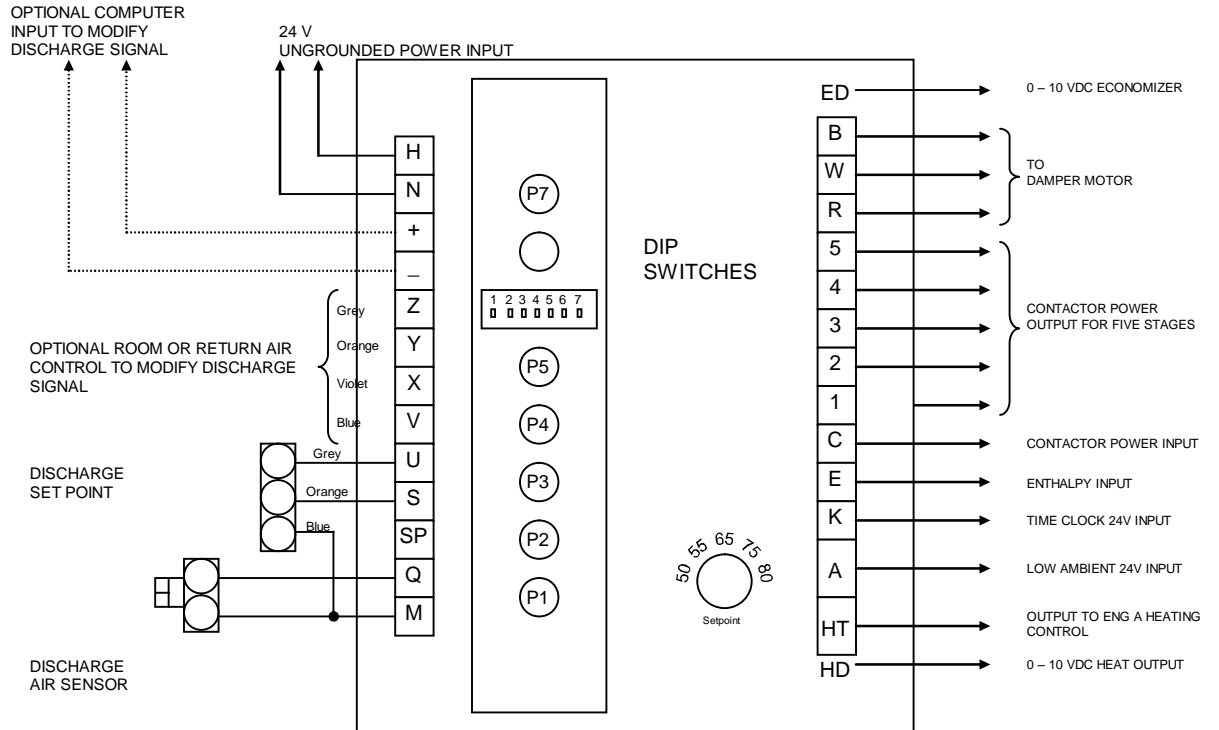 OPTIONAL COMPUTER
INPUT TO MODIFY
DISCHARGE SIGNAL
24 V
UNGROUNDED POWER INPUT
H
N
+
–
Z
Y
X
V
U
S
SP
Q
M
Grey
Orange
Violet
Blue
OPTIONAL ROOM OR RETURN AIR
CONTROL TO MODIFY DISCHARGE
SIGNAL
Grey
Orange
Blue
DISCHARGE
SET POINT
DISCHARGE
AIR SENSOR
P7
1 2 3 4 5 6 7
P5
P4
P3
P2
P1
DIP
SWITCHES
50 55 65 75 80
Setpoint
ED
B
W
R
5
4
3
2
1
C
E
K
A
HT
HD
0 – 10 VDC ECONOMIZER
TO
DAMPER MOTOR
CONTACTOR POWER
OUTPUT FOR FIVE STAGES
CONTACTOR POWER INPUT
ENTHALPY INPUT
TIME CLOCK 24V INPUT
LOW AMBIENT 24V INPUT
OUTPUT TO ENG A HEATING
CONTROL
0 – 10 VDC HEAT OUTPUT